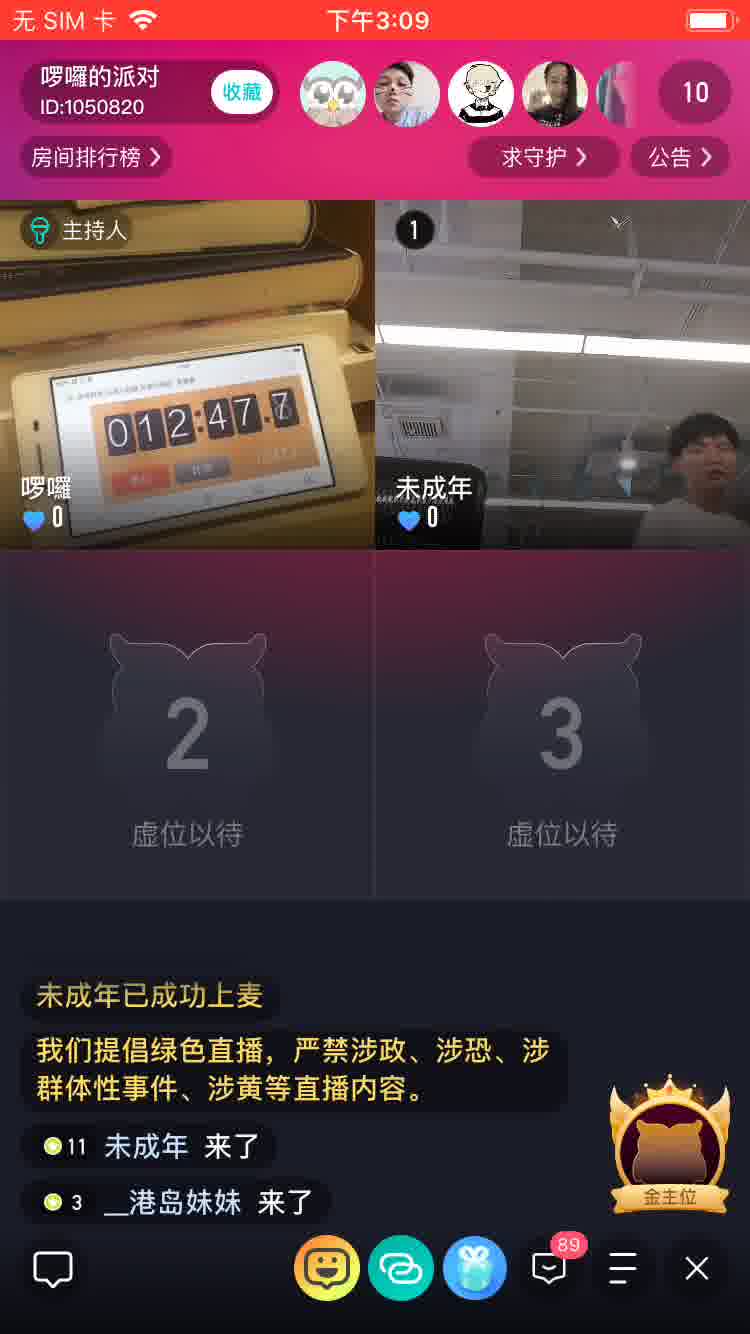 无 SIM 卡
下午3:09
啰囉的派对
ID:1050820
收藏
10
房间排行榜
求守护
公告
主持人
1
012:47.7
啰囉
0
未成年
0
2
3
虚位以待
虚位以待
未成年已成功上麦
我们提倡绿色直播，严禁涉政、涉恐、涉
群体性事件、涉黄等直播内容。
11 未成年 来了
3 __港岛妹妹 来了
金主位
89